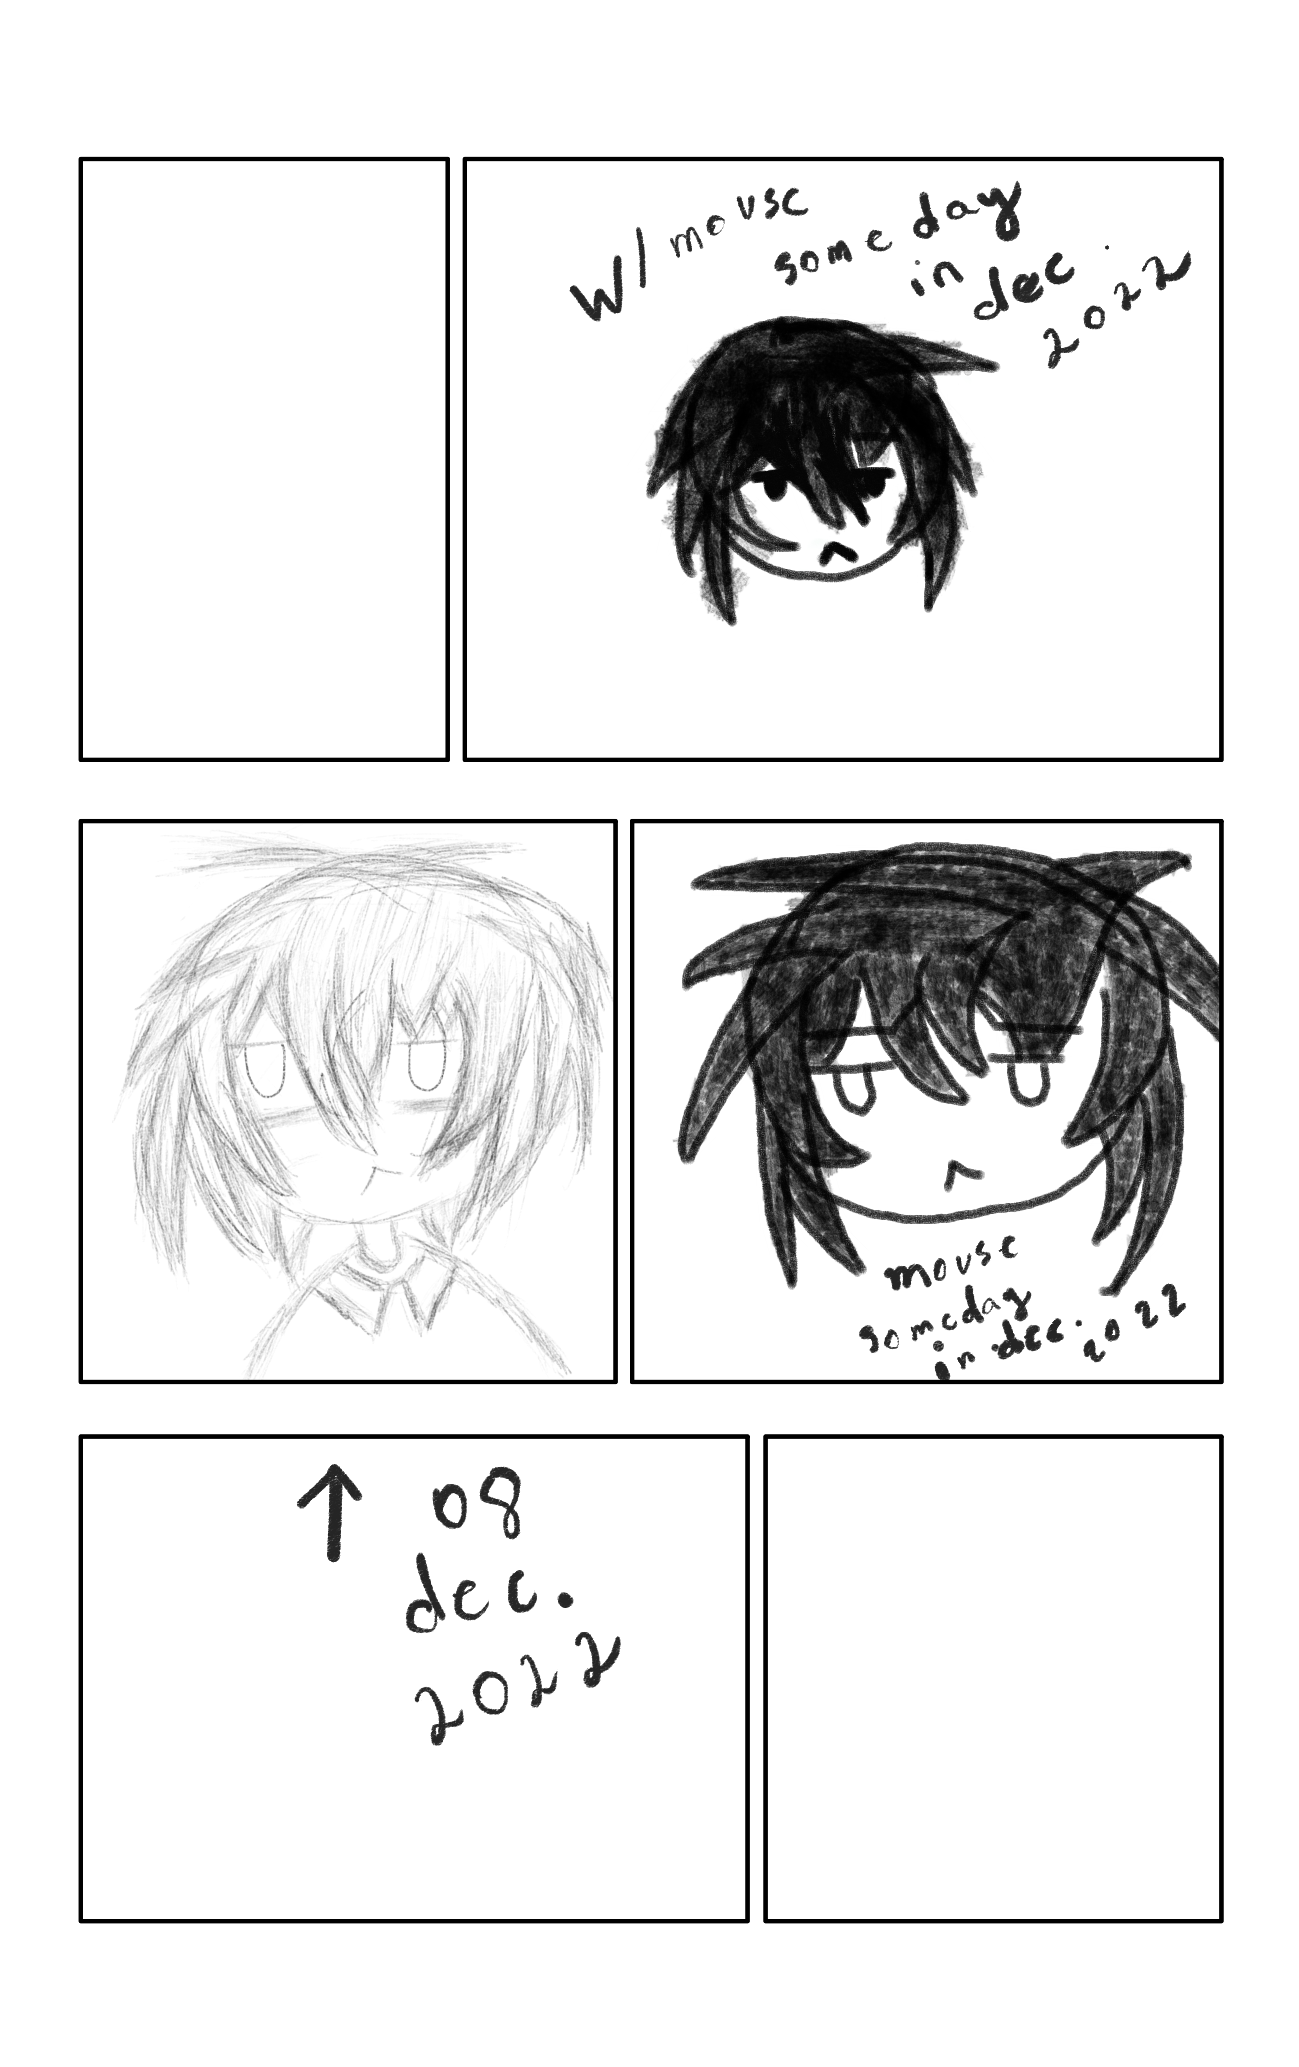 w/mouse
someday
in dec.
2022
mouse
someday
in dec. 2022
↑ 08
dec.
2022